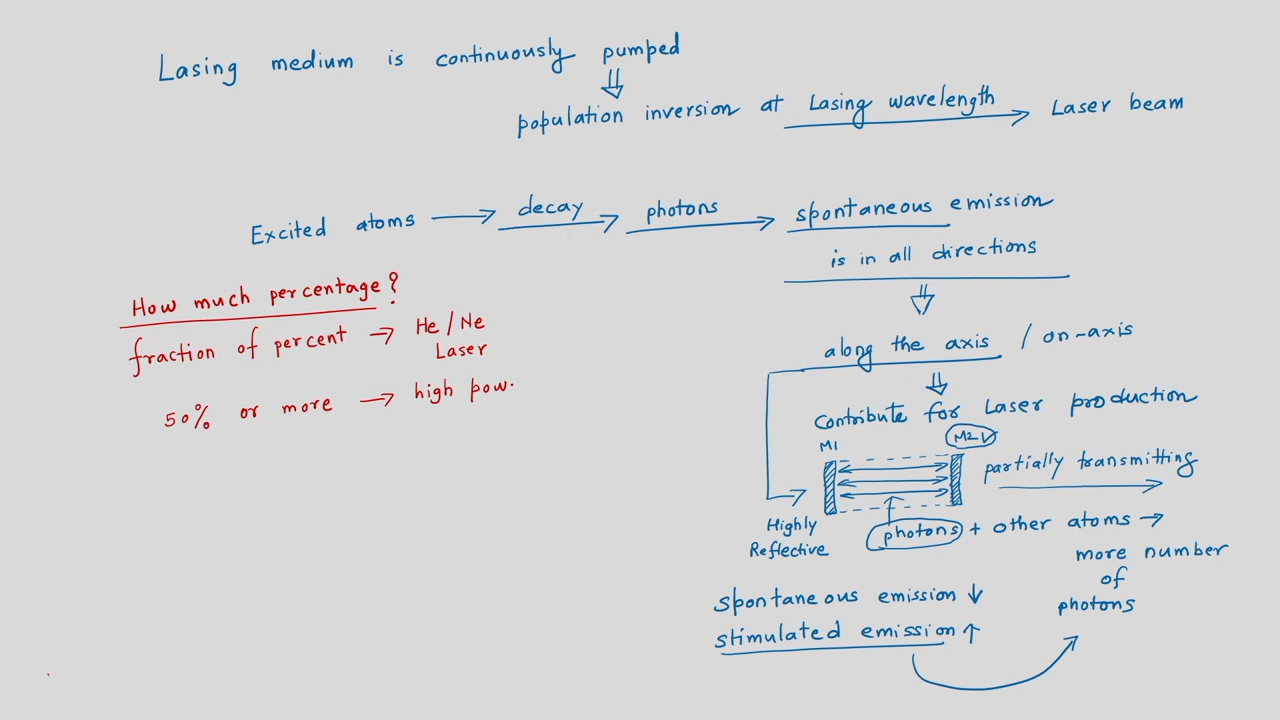 Lasing medium is continuously pumped
⇓
population inversion at Lasing wavelength → Laser beam
Excited atoms → decay → photons → spontaneous emission
is in all directions
⇓
along the axis / on-axis
⇓
Contribute for Laser production
M1 M2
partially transmitting
Highly Reflective
photons + other atoms →
more number
of
photons
spontaneous emission ↓
stimulated emission ↑
How much percentage?
fraction of percent → He/Ne
Laser
50% or more → high pow.